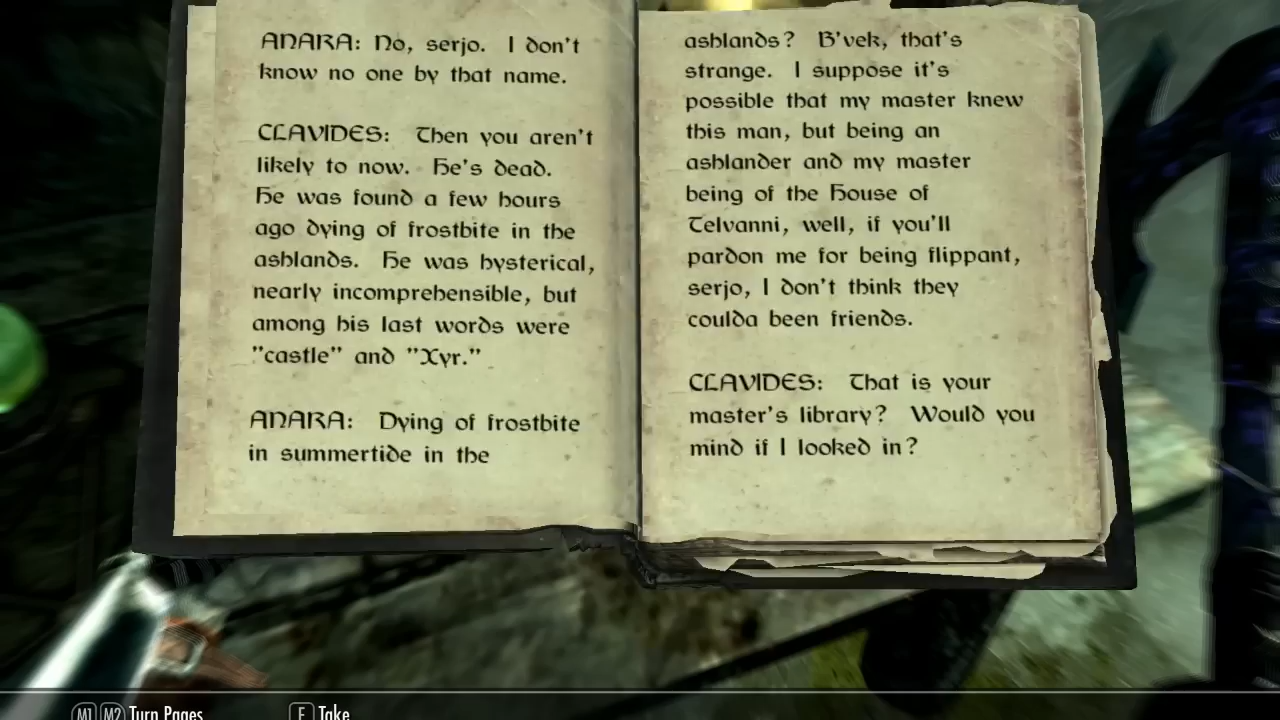 ANARA: No, serjo. I don't
know no one by that name.
CLAVIDES: Then you aren't
likely to now. He's dead.
He was found a few hours
ago dying of frostbite in the
ashlands. He was hysterical,
nearly incomprehensible, but
among his last words were
"castle" and "Xyr."
ANARA: Dying of frostbite
in summertide in the
ashlands? B'vek, that's
strange. I suppose it's
possible that my master knew
this man, but being an
ashlander and my master
being of the House of
Telvanni, well, if you'll
pardon me for being flippant,
serjo, I don't think they
coulda been friends.
CLAVIDES: That is your
master's library? Would you
mind if I looked in?
M1 M2 Turn Pages
E Take